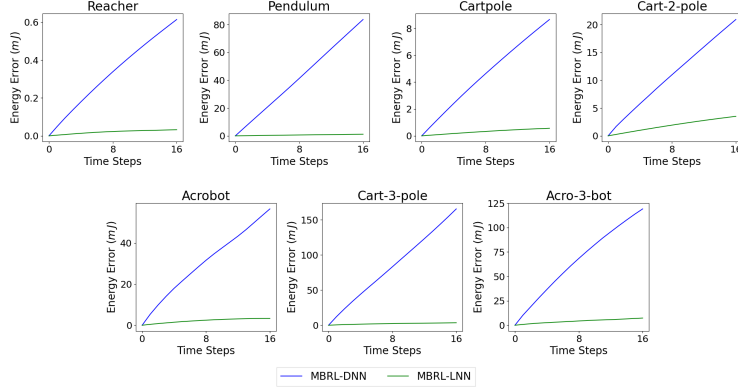 Reacher
Pendulum
Cartpole
Cart-2-pole
Energy Error (mJ)
0.6
0.4
0.2
0.0
0
8
16
Time Steps
Energy Error (mJ)
80
60
40
20
0
0
8
16
Time Steps
Energy Error (mJ)
8
6
4
2
0
0
8
16
Time Steps
Energy Error (mJ)
20
15
10
5
0
0
8
16
Time Steps
Acrobot
Cart-3-pole
Acro-3-bot
Energy Error (mJ)
40
20
0
0
8
16
Time Steps
Energy Error (mJ)
150
100
50
0
0
8
16
Time Steps
Energy Error (mJ)
125
100
75
50
25
0
0
8
16
Time Steps
MBRL-DNN
MBRL-LNN